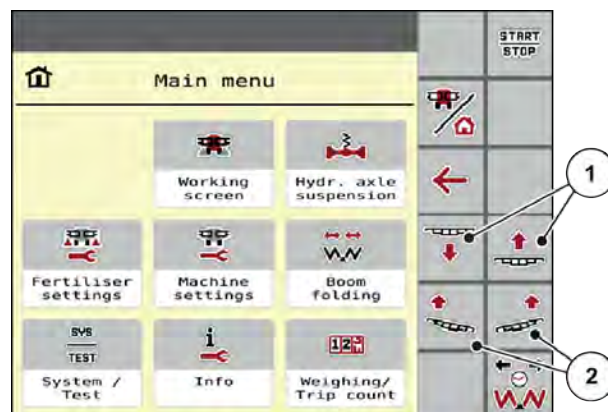 START
STOP
Main menu
Working
screen
Hydr. axle
suspension
1
Fertiliser
settings
Machine
settings
Boom
folding
SYS
TEST
i
123
System /
Test
Info
Weighing/
Trip count
2